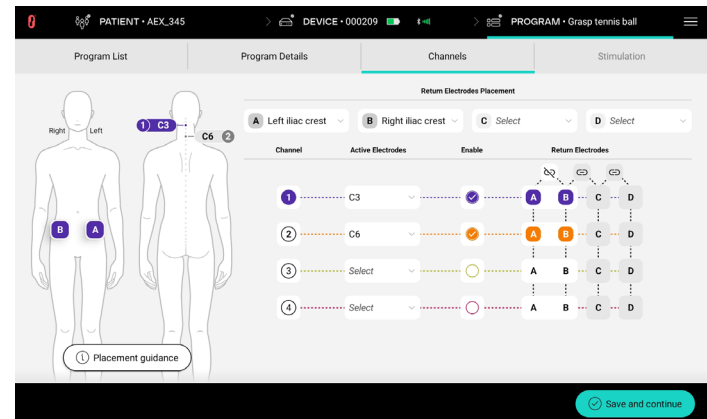 PATIENT • AEX_345
DEVICE • 000209
PROGRAM • Grasp tennis ball
Program List
Program Details
Channels
Stimulation
Return Electrodes Placement
A Left iliac crest
B Right iliac crest
C Select
D Select
Right
Left
1 C3
C6 2
B
A
Channel
Active Electrodes
Enable
Return Electrodes
1 C3 A B C D
2 C6 A B C D
3 Select A B C D
4 Select A B C D
Placement guidance
Save and continue